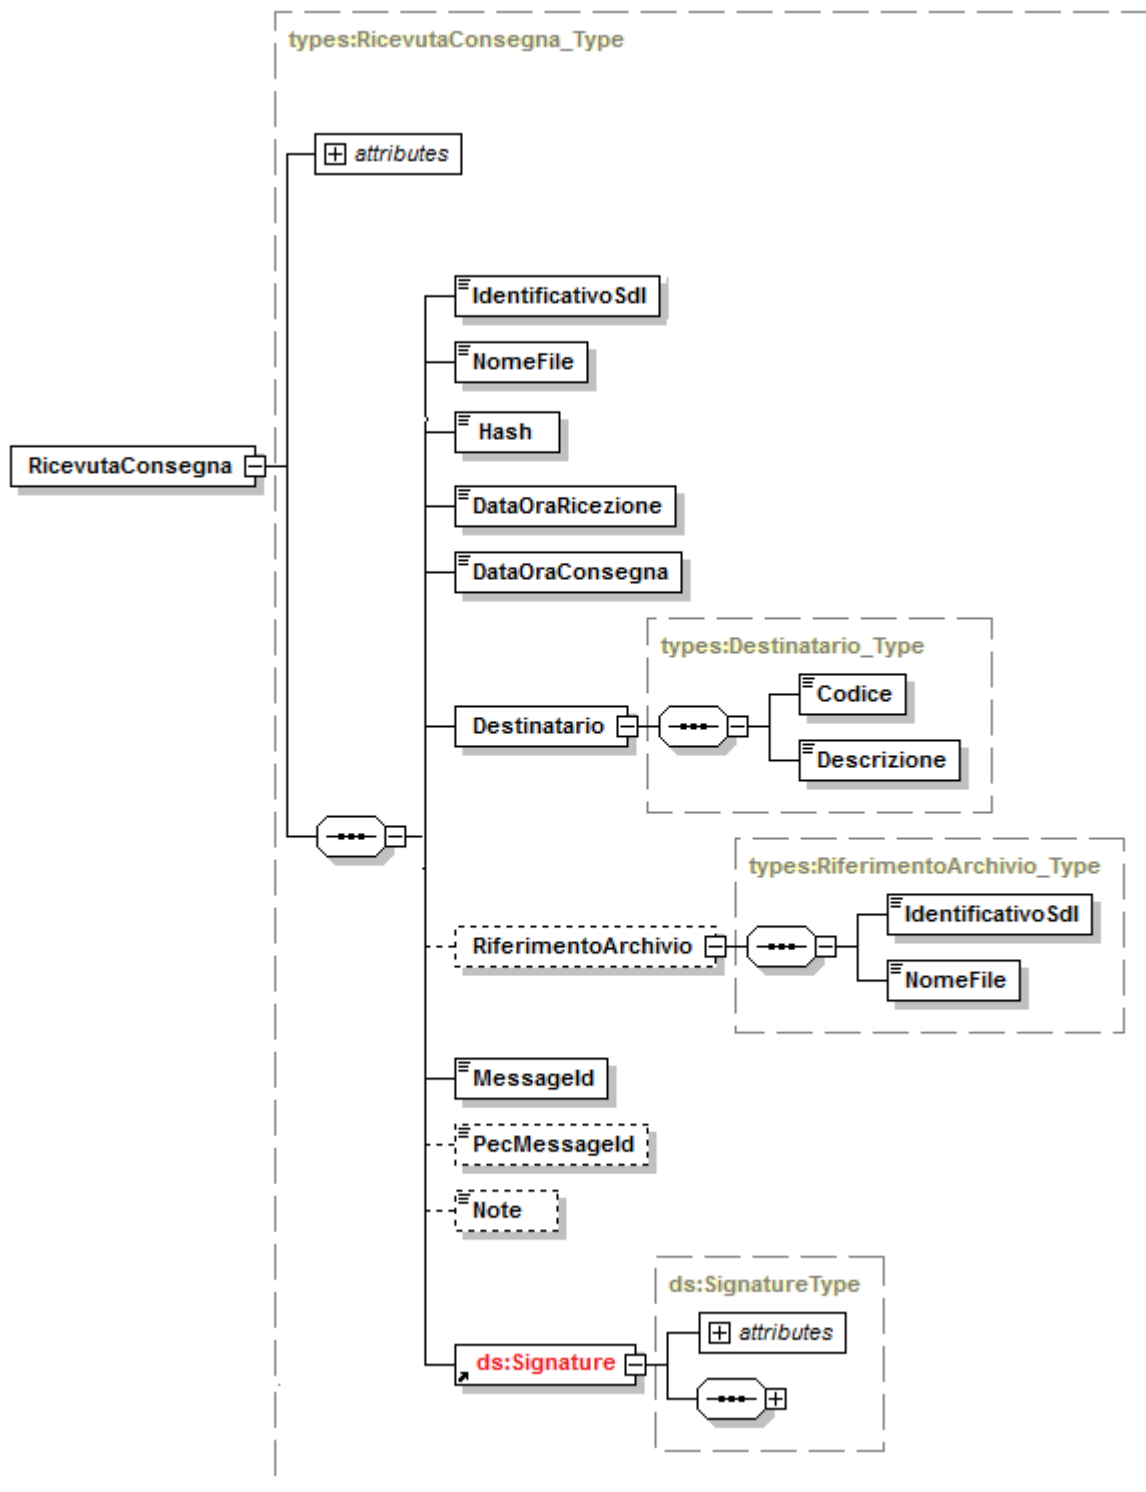 types:RicevutaConsegna_Type
attributes
IdentificativoSdI
NomeFile
Hash
RicevutaConsegna
DataOraRicezione
DataOraConsegna
types:Destinatario_Type
Codice
Destinatario
Descrizione
types:RiferimentoArchivio_Type
IdentificativoSdI
RiferimentoArchivio
NomeFile
MessageId
PecMessageId
Note
ds:SignatureType
attributes
ds:Signature